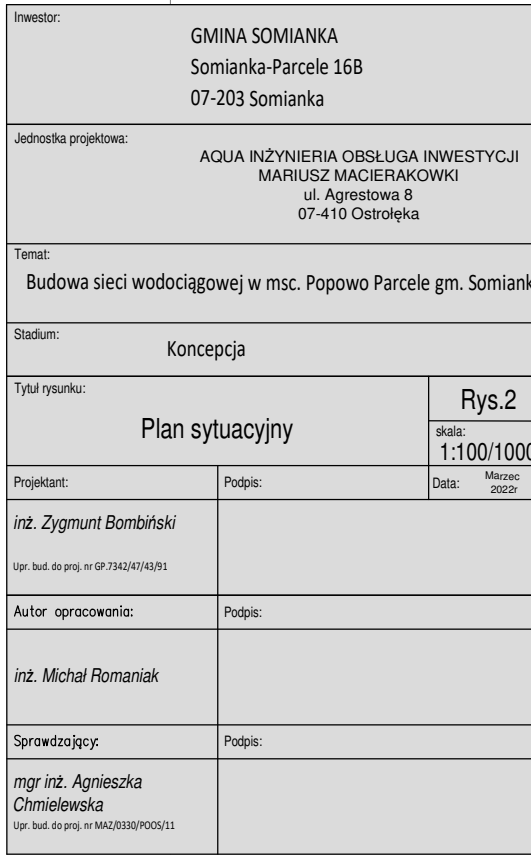 Inwestor:
GMINA SOMIANKA
Somianka-Parcele 16B
07-203 Somianka
Jednostka projektowa:
AQUA INŻYNIERIA OBSŁUGA INWESTYCJI
MARIUSZ MACIERAKOWKI
ul. Agrestowa 8
07-410 Ostrołęka
Temat:
Budowa sieci wodociągowej w msc. Popowo Parcele gm. Somiank
Stadium:
Koncepcja
Tytuł rysunku:
Plan sytuacyjny
Rys.2
skala:
1:100/1000
Projektant:
Podpis:
Data:
Marzec
2022r
inż. Zygmunt Bombiński
Upr. bud. do proj. nr GP.7342/47/43/91
Autor opracowania:
Podpis:
inż. Michał Romaniak
Sprawdzający:
Podpis:
mgr inż. Agnieszka
Chmielewska
Upr. bud. do proj. nr MAZ/0330/POOS/11